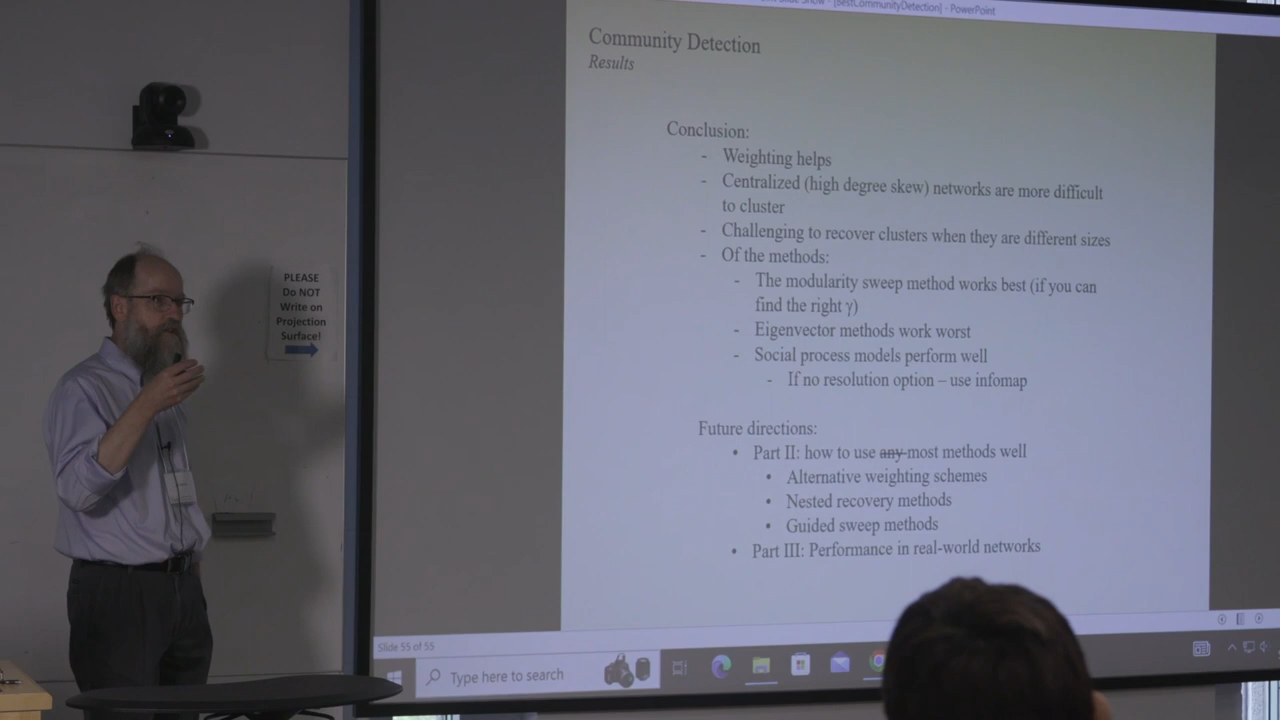 [BestCommunityDetection] - PowerPoint
Community Detection
Results
Conclusion:
- Weighting helps
- Centralized (high degree skew) networks are more difficult
to cluster
- Challenging to recover clusters when they are different sizes
- Of the methods:
- The modularity sweep method works best (if you can
find the right γ)
- Eigenvector methods work worst
- Social process models perform well
- If no resolution option – use infomap
Future directions:
• Part II: how to use any most methods well
• Alternative weighting schemes
• Nested recovery methods
• Guided sweep methods
• Part III: Performance in real-world networks
Slide 55 of 55
Type here to search
PLEASE
Do NOT
Write on
Projection
Surface!